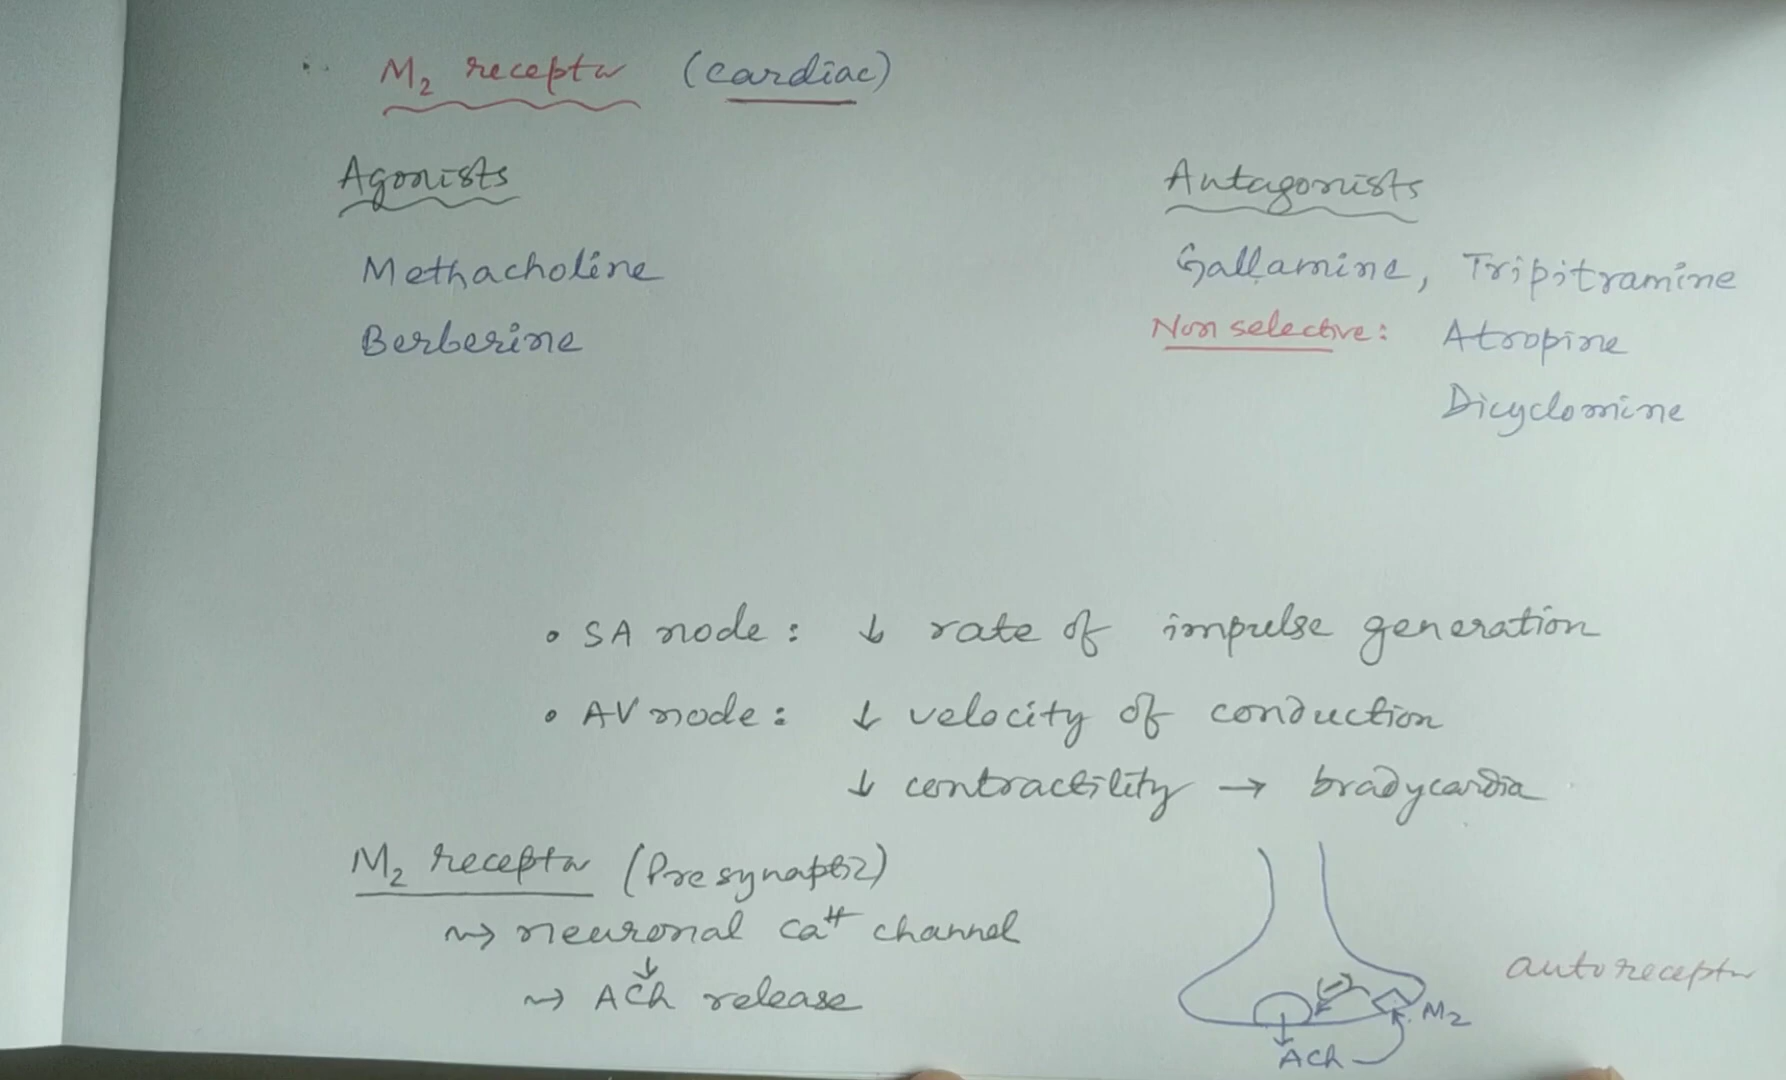 M2 receptor (cardiac)
Agonists
Methacholine
Berberine
Antagonists
Gallamine, Tripitramine
Non selective: Atropine
Dicyclomine
• SA node: ↓ rate of impulse generation
• AV node: ↓ velocity of conduction
↓ contractility → bradycardia
M2 receptor (Presynaptic)
⇝ neuronal Ca++ channel
↓
⇝ ACh release
autoreceptor
(-)
M2
ACh